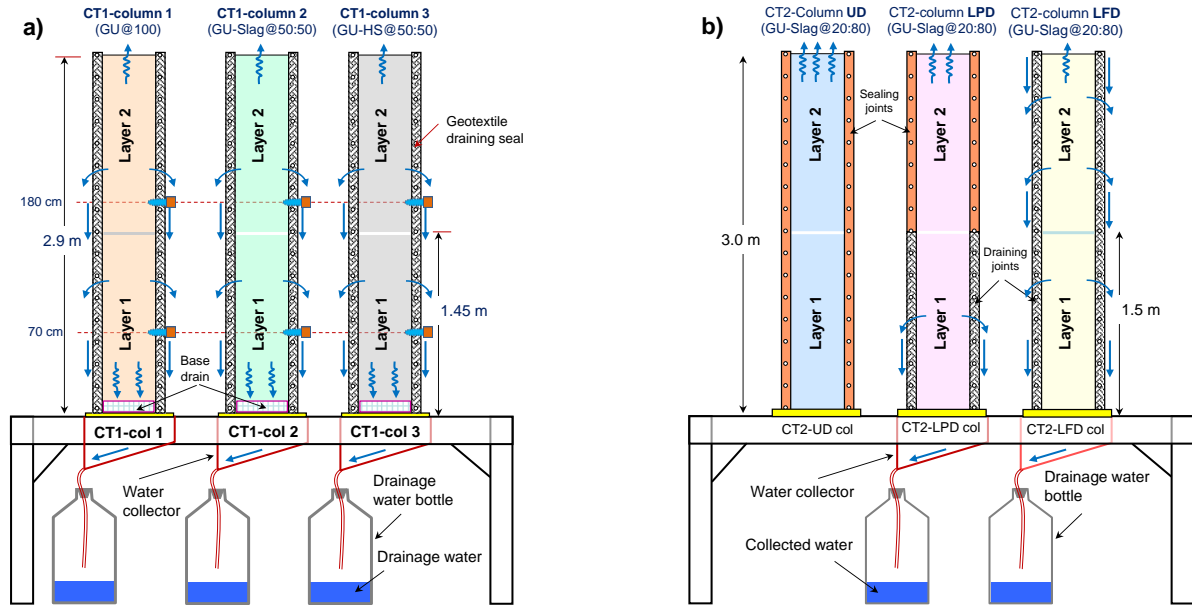 a)
CT1-column 1
(GU@100)
CT1-column 2
(GU-Slag@50:50)
CT1-column 3
(GU-HS@50:50)
Layer 2
Layer 2
Layer 2
Geotextile
draining seal
180 cm
2.9 m
70 cm
Layer 1
Layer 1
Layer 1
1.45 m
Base
drain
CT1-col 1
CT1-col 2
CT1-col 3
Water
collector
Drainage
water bottle
Drainage water
b)
CT2-Column UD
(GU-Slag@20:80)
CT2-column LPD
(GU-Slag@20:80)
CT2-column LFD
(GU-Slag@20:80)
Layer 2
Layer 2
Layer 2
Sealing
joints
3.0 m
Draining
joints
Layer 1
Layer 1
Layer 1
1.5 m
CT2-UD col
CT2-LPD col
CT2-LFD col
Water collector
Drainage water
bottle
Collected water